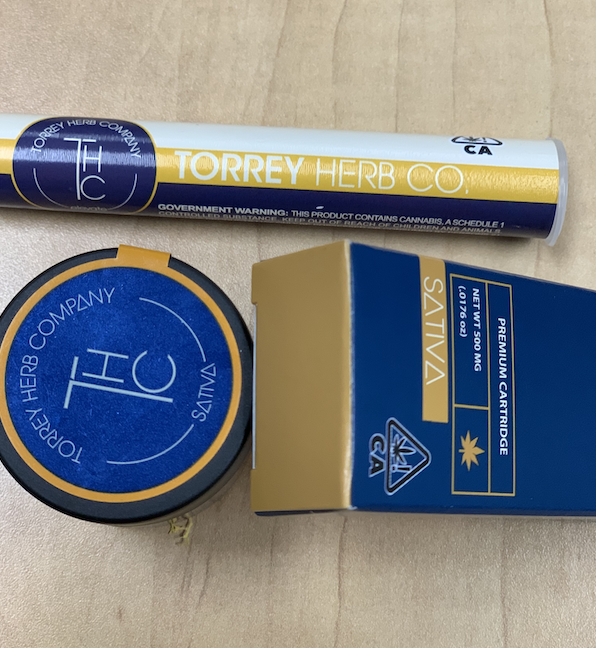 TORREY HERB COMPANY
THC
TORREY HERB CO.
CA
GOVERNMENT WARNING: THIS PRODUCT CONTAINS CANNABIS, A SCHEDULE 1
CONTROLLED SUBSTANCE. KEEP OUT OF REACH OF CHILDREN AND ANIMALS
TORREY HERB COMPANY
THC
SATIVA
SATIVA
PREMIUM CARTRIDGE
NET WT 500 MG
(.0176 oz)
CA